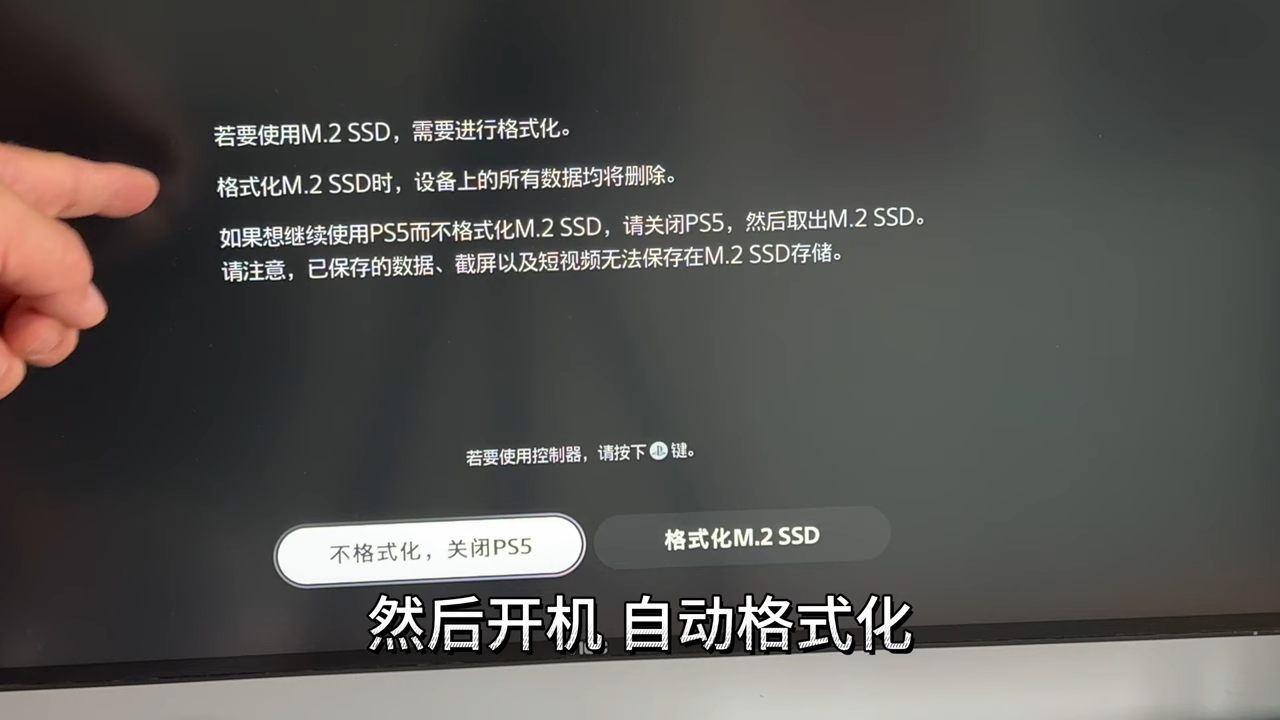 若要使用M.2 SSD，需要进行格式化。
格式化M.2 SSD时，设备上的所有数据均将删除。
如果想继续使用PS5而不格式化M.2 SSD，请关闭PS5，然后取出M.2 SSD。
请注意，已保存的数据、截屏以及短视频无法保存在M.2 SSD存储。
若要使用控制器，请按下键。
不格式化，关闭PS5
格式化M.2 SSD
然后开机 自动格式化